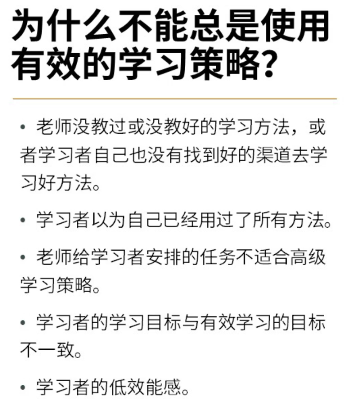 为什么不能总是使用
有效的学习策略?
• 老师没教过或没教好的学习方法，或
者学习者自己也没有找到好的渠道去学
习好方法。
• 学习者以为自己已经用过了所有方法。
• 老师给学习者安排的任务不适合高级
学习策略。
• 学习者的学习目标与有效学习的目标
不一致。
• 学习者的低效能感。